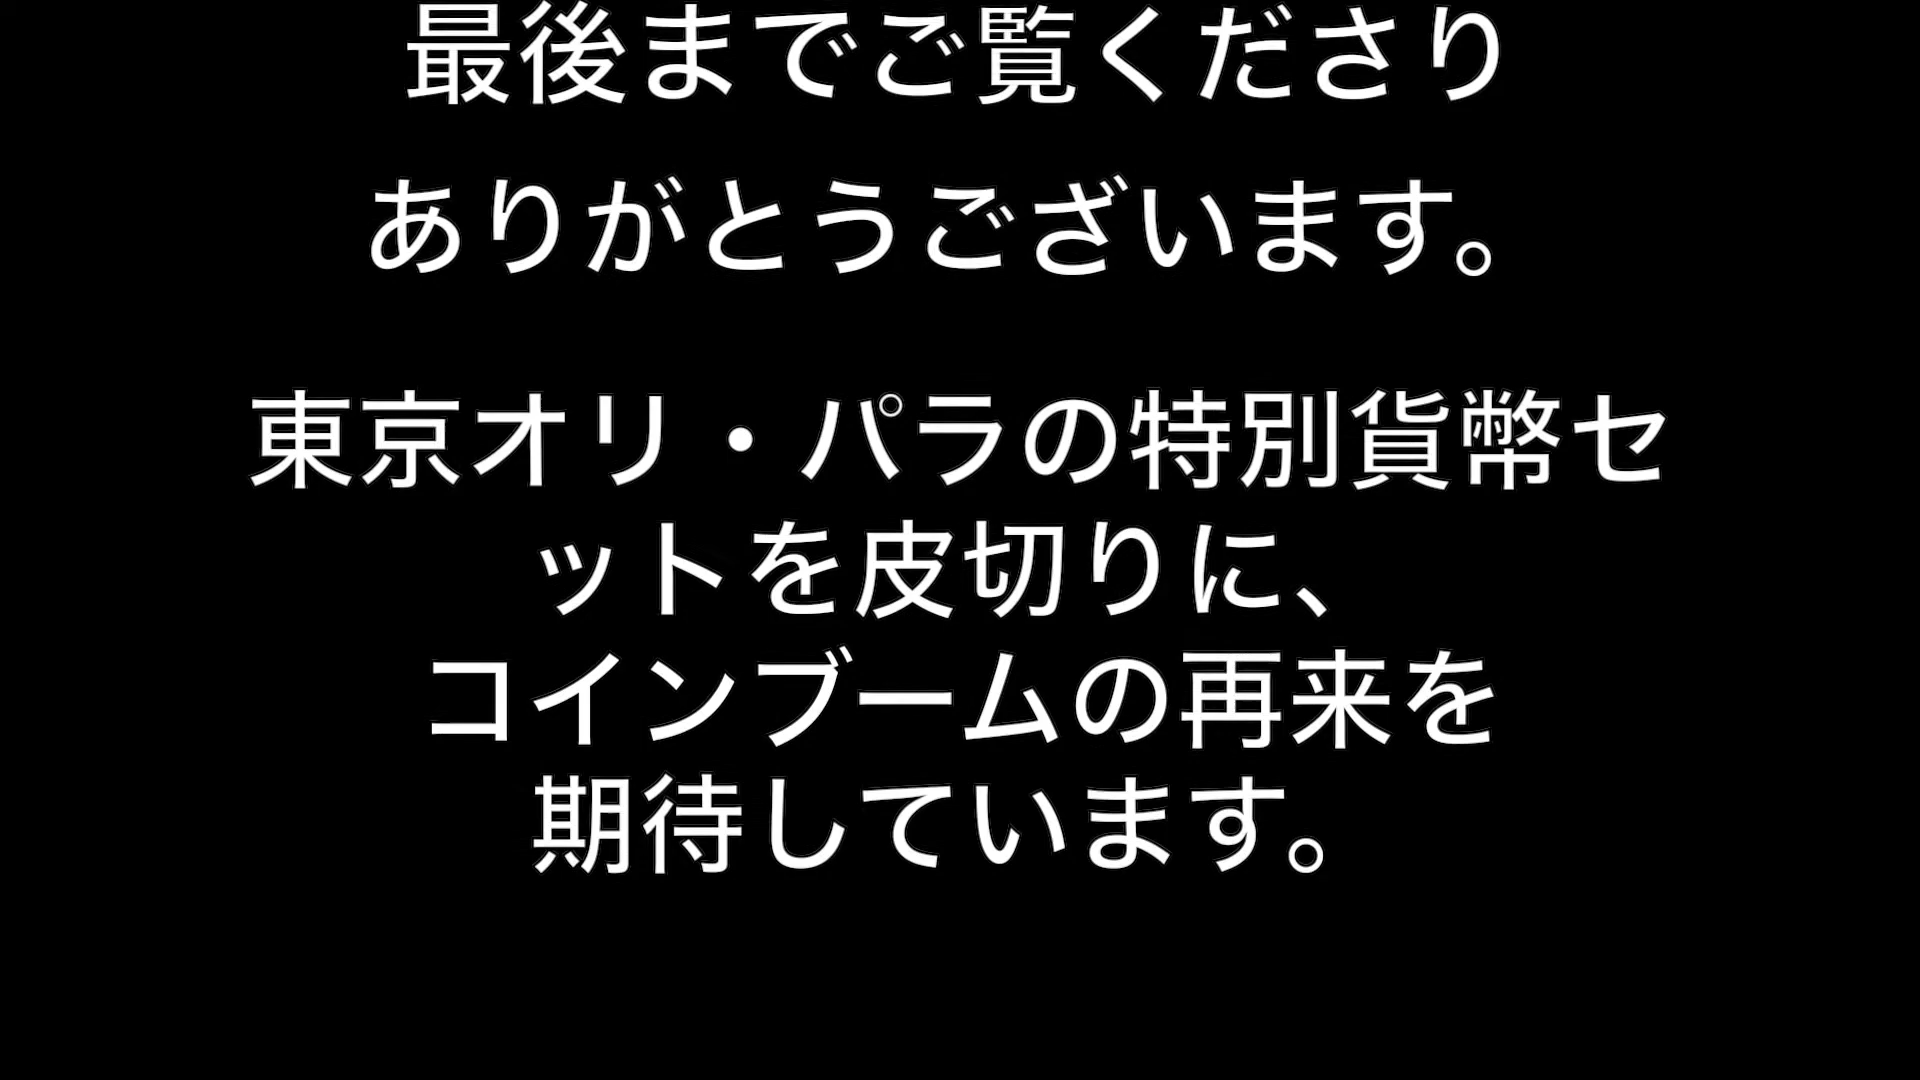 最後までご覧くださり
ありがとうございます。
東京オリ・パラの特別貨幣セ
ットを皮切りに、
コインブームの再来を
期待しています。